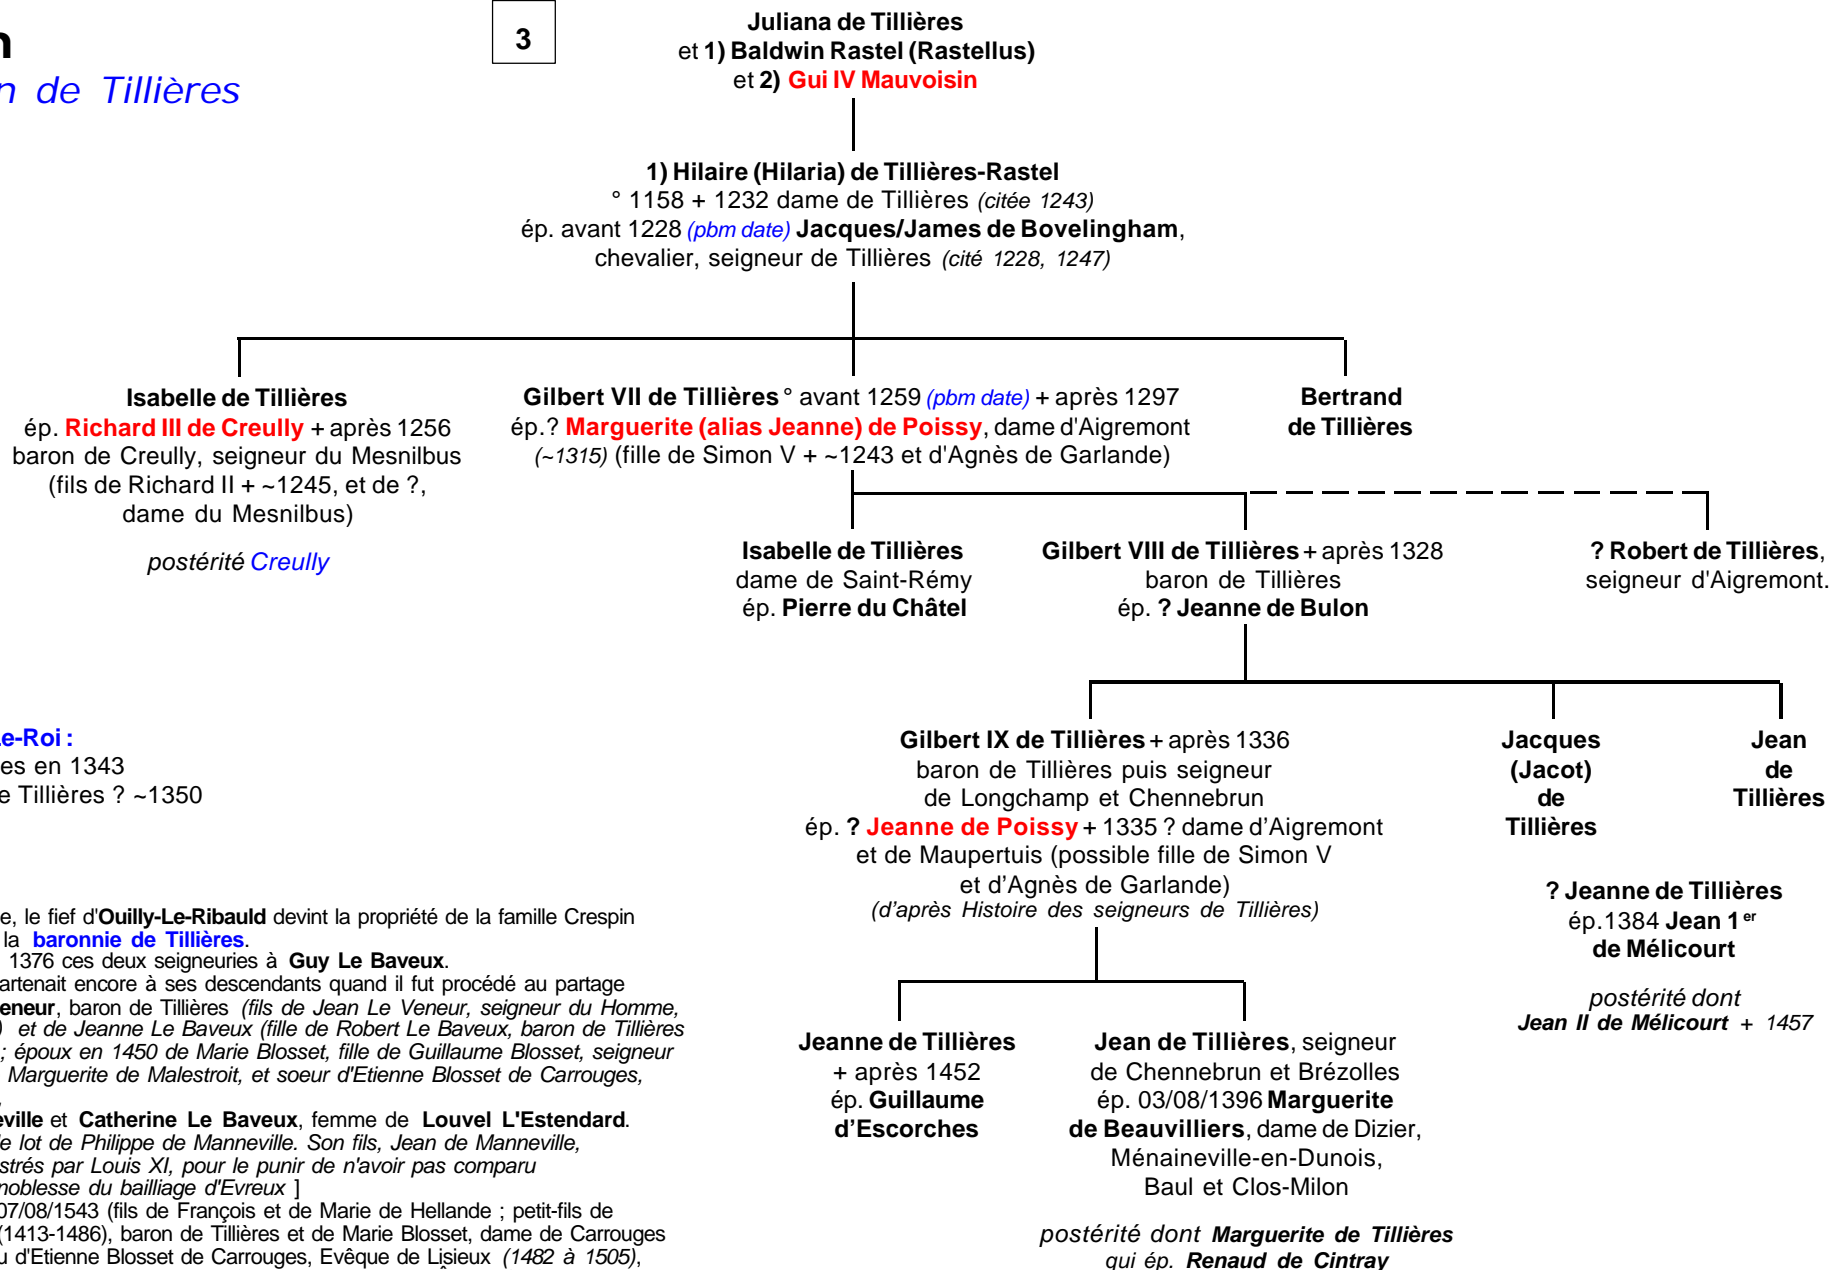 n
n de Tillières
3
Juliana de Tillières
et 1) Baldwin Rastel (Rastellus)
et 2) Gui IV Mauvoisin
1) Hilaire (Hilaria) de Tillières-Rastel
° 1158 + 1232 dame de Tillières (citée 1243)
ép. avant 1228 (pbm date) Jacques/James de Bovelingham,
chevalier, seigneur de Tillières (cité 1228, 1247)
Isabelle de Tillières
ép. Richard III de Creully + après 1256
baron de Creully, seigneur du Mesnilbus
(fils de Richard II + ~1245, et de ?,
dame du Mesnilbus)
postérité Creully
Gilbert VII de Tillières ° avant 1259 (pbm date) + après 1297
ép.? Marguerite (alias Jeanne) de Poissy, dame d'Aigremont
(~1315) (fille de Simon V + ~1243 et d'Agnès de Garlande)
Bertrand
de Tillières
Isabelle de Tillières
dame de Saint-Rémy
ép. Pierre du Châtel
Gilbert VIII de Tillières + après 1328
baron de Tillières
ép. ? Jeanne de Bulon
? Robert de Tillières,
seigneur d'Aigremont.
Gilbert IX de Tillières + après 1336
baron de Tillières puis seigneur
de Longchamp et Chennebrun
ép. ? Jeanne de Poissy + 1335 ? dame d’Aigremont
et de Maupertuis (possible fille de Simon V
et d’Agnès de Garlande)
(d’après Histoire des seigneurs de Tillières)
Jacques
(Jacot)
de
Tillières
Jean
de
Tillières
? Jeanne de Tillières
ép.1384 Jean 1er
de Mélicourt
postérité dont
Jean II de Mélicourt + 1457
Jeanne de Tillières
+ après 1452
ép. Guillaume
d’Escorches
Jean de Tillières, seigneur
de Chennebrun et Brézolles
ép. 03/08/1396 Marguerite
de Beauvilliers, dame de Dizier,
Ménaineville-en-Dunois,
Baul et Clos-Milon
postérité dont Marguerite de Tillières
qui ép. Renaud de Cintray
e-Roi :
es en 1343
e Tillières ? ~1350
e, le fief d'Ouilly-Le-Ribauld devint la propriété de la famille Crespin
la baronnie de Tillières.
1376 ces deux seigneuries à Guy Le Baveux.
artenait encore à ses descendants quand il fut procédé au partage
eneur, baron de Tillières (fils de Jean Le Veneur, seigneur du Homme,
) et de Jeanne Le Baveux (fille de Robert Le Baveux, baron de Tillières
; époux en 1450 de Marie Blosset, fille de Guillaume Blosset, seigneur
Marguerite de Malestroit, et soeur d'Etienne Blosset de Carrouges,
eville et Catherine Le Baveux, femme de Louvel L'Estendard.
le lot de Philippe de Manneville. Son fils, Jean de Manneville,
strés par Louis XI, pour le punir de n'avoir pas comparu
noblesse du bailliage d'Evreux ]
07/08/1543 (fils de François et de Marie de Hellande ; petit-fils de
(1413-1486), baron de Tillières et de Marie Blosset, dame de Carrouges
u d'Etienne Blosset de Carrouges, Evêque de Lisieux (1482 à 1505),